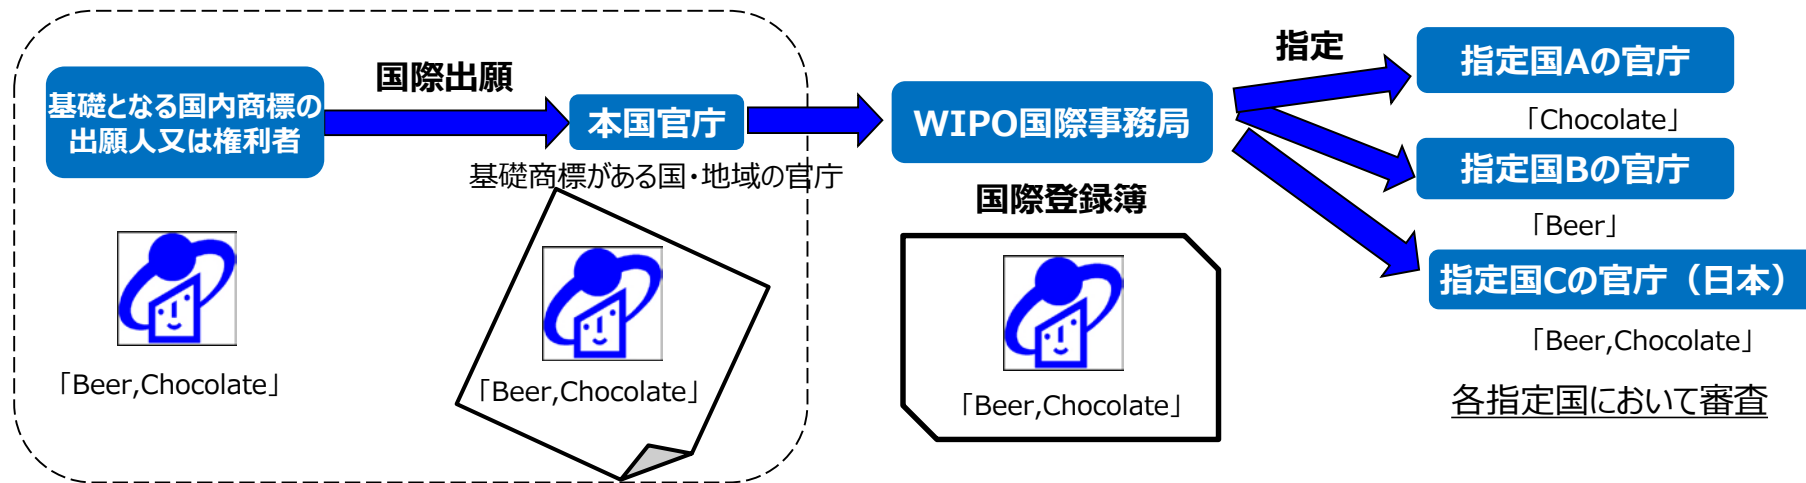 基礎となる国内商標の
出願人又は権利者
国際出願
本国官庁
基礎商標がある国・地域の官庁
「Beer,Chocolate」
「Beer,Chocolate」
WIPO国際事務局
国際登録簿
「Beer,Chocolate」
指定
指定国Aの官庁
「Chocolate」
指定国Bの官庁
「Beer」
指定国Cの官庁（日本）
「Beer,Chocolate」
各指定国において審査